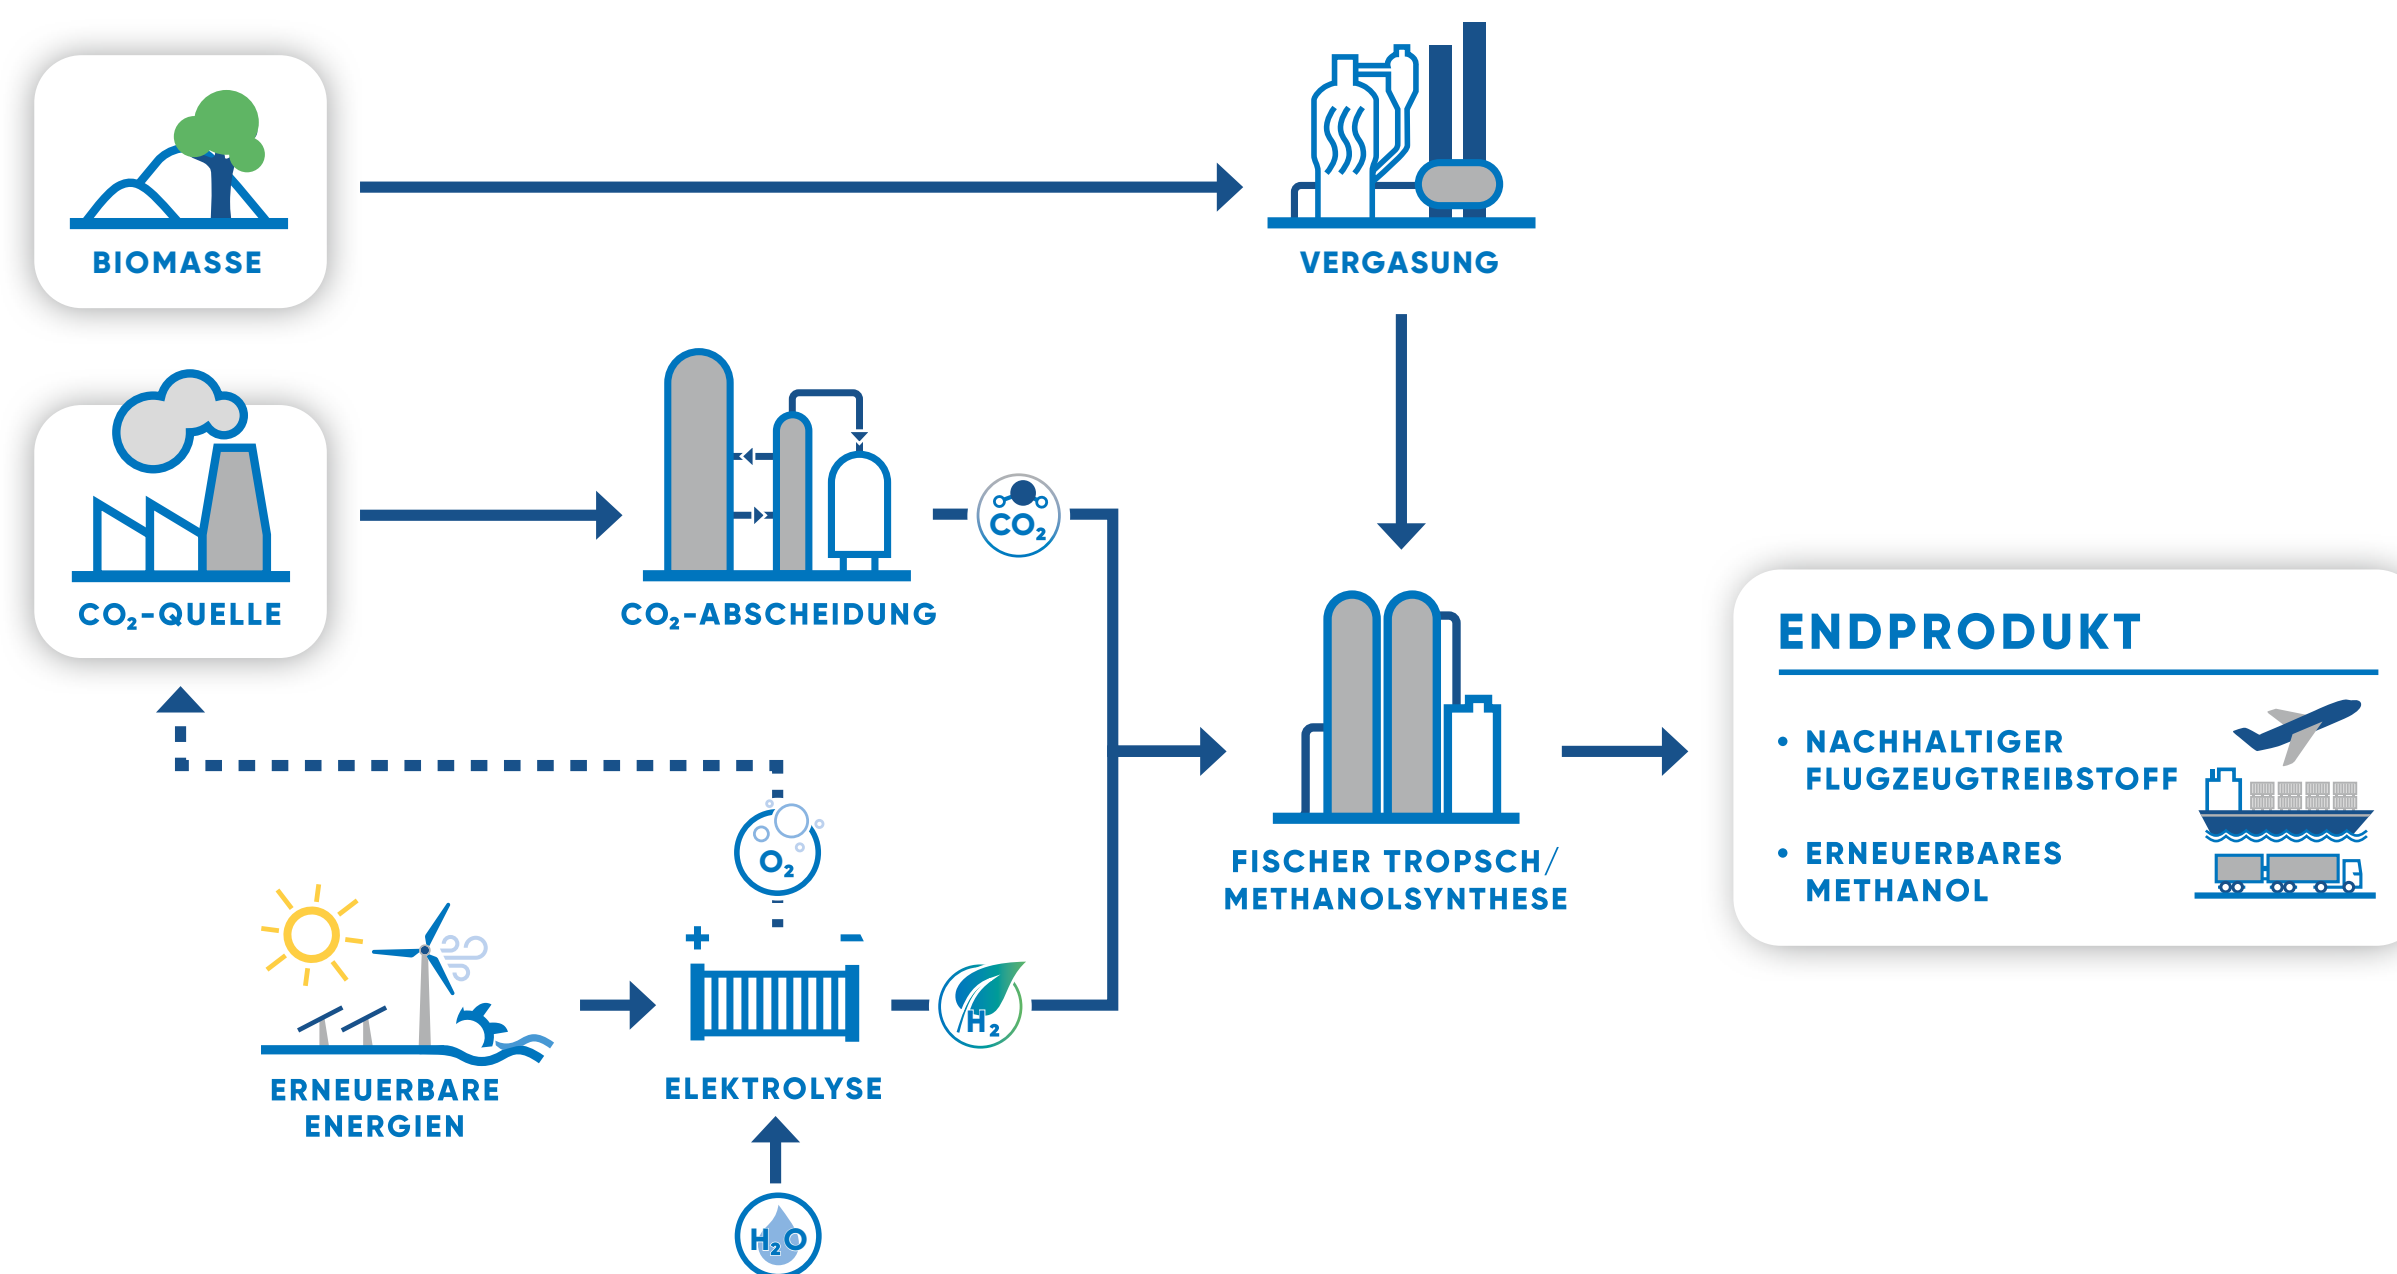 BIOMASSE
VERGASUNG
CO₂
CO₂-QUELLE
CO₂-ABSCHEIDUNG
ENDPRODUKT
• NACHHALTIGER
FLUGZEUGTREIBSTOFF
• ERNEUERBARES
METHANOL
FISCHER TROPSCH/
METHANOLSYNTHESE
O₂
+ −
H₂
ERNEUERBARE
ENERGIEN
ELEKTROLYSE
H₂O